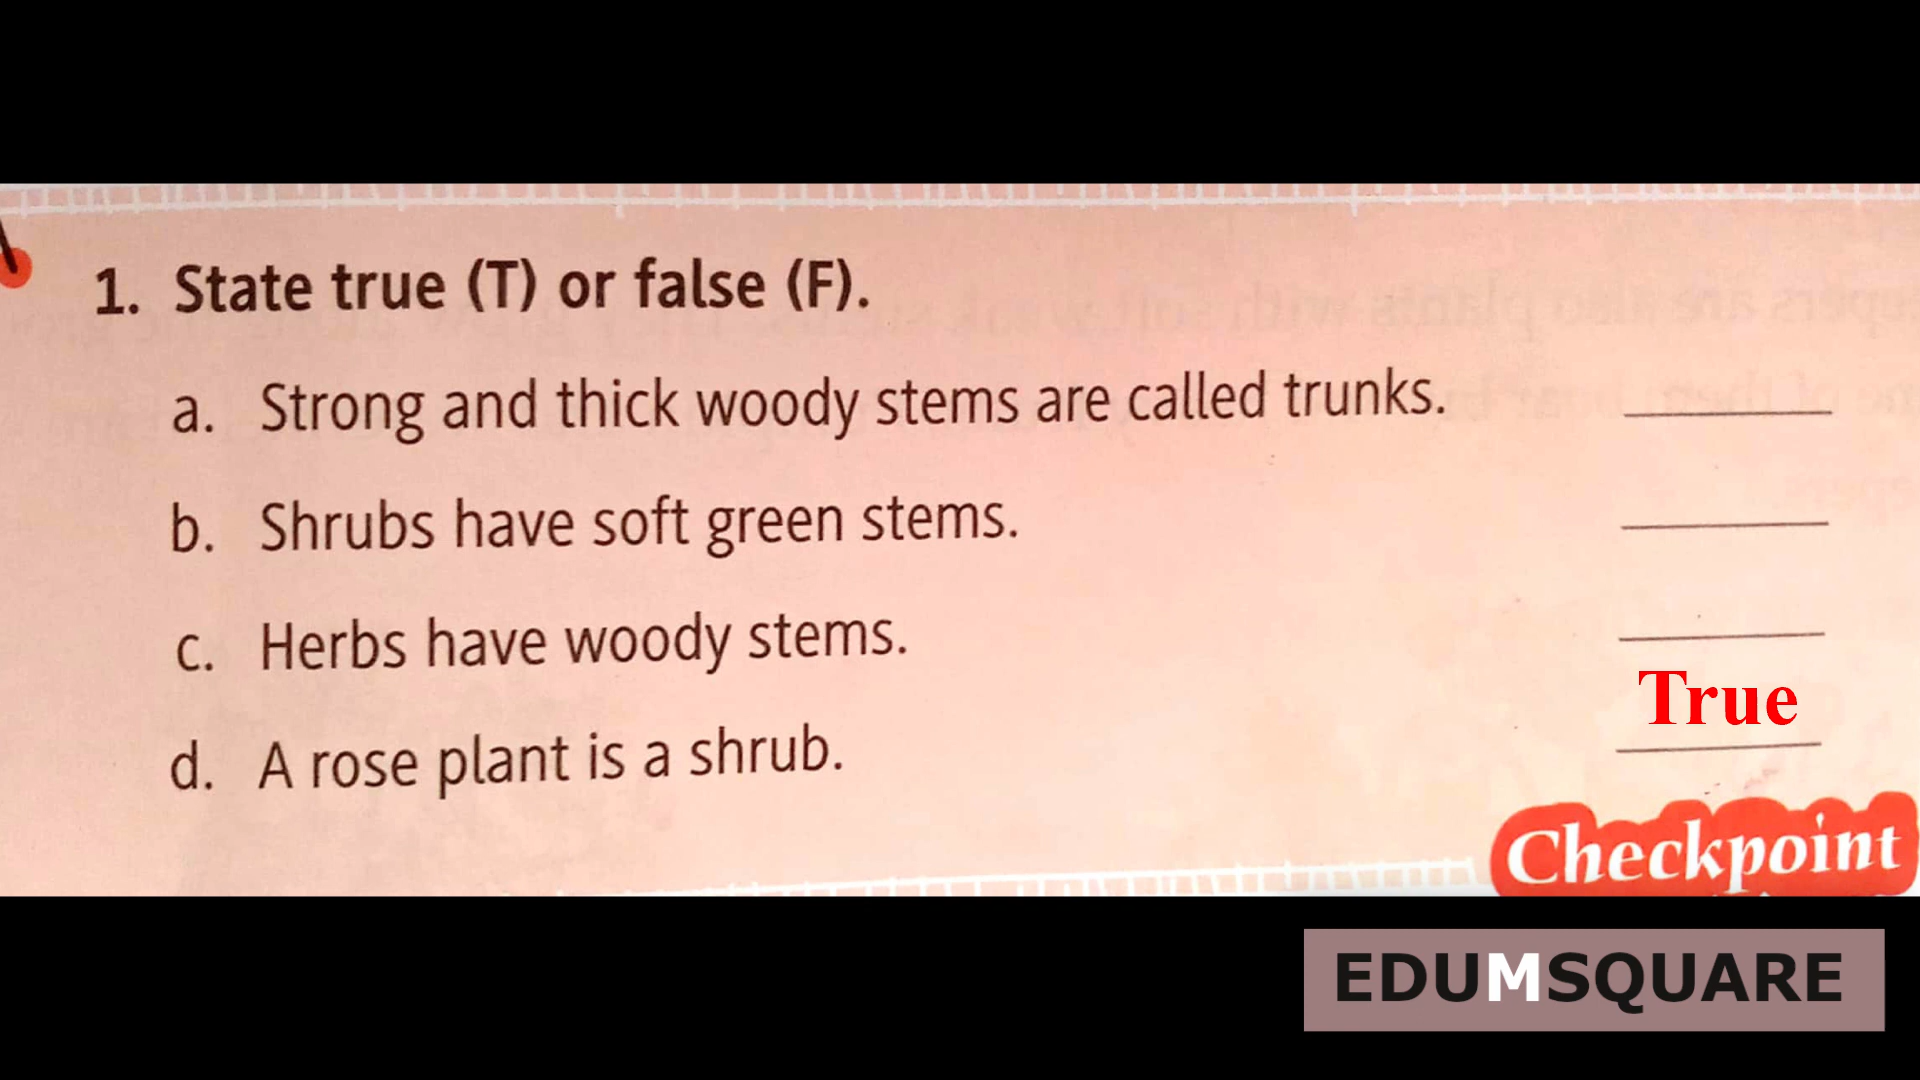 1. State true (T) or false (F).
a. Strong and thick woody stems are called trunks.
b. Shrubs have soft green stems.
c. Herbs have woody stems.
True
d. A rose plant is a shrub.
Checkpoint
EDUMSQUARE